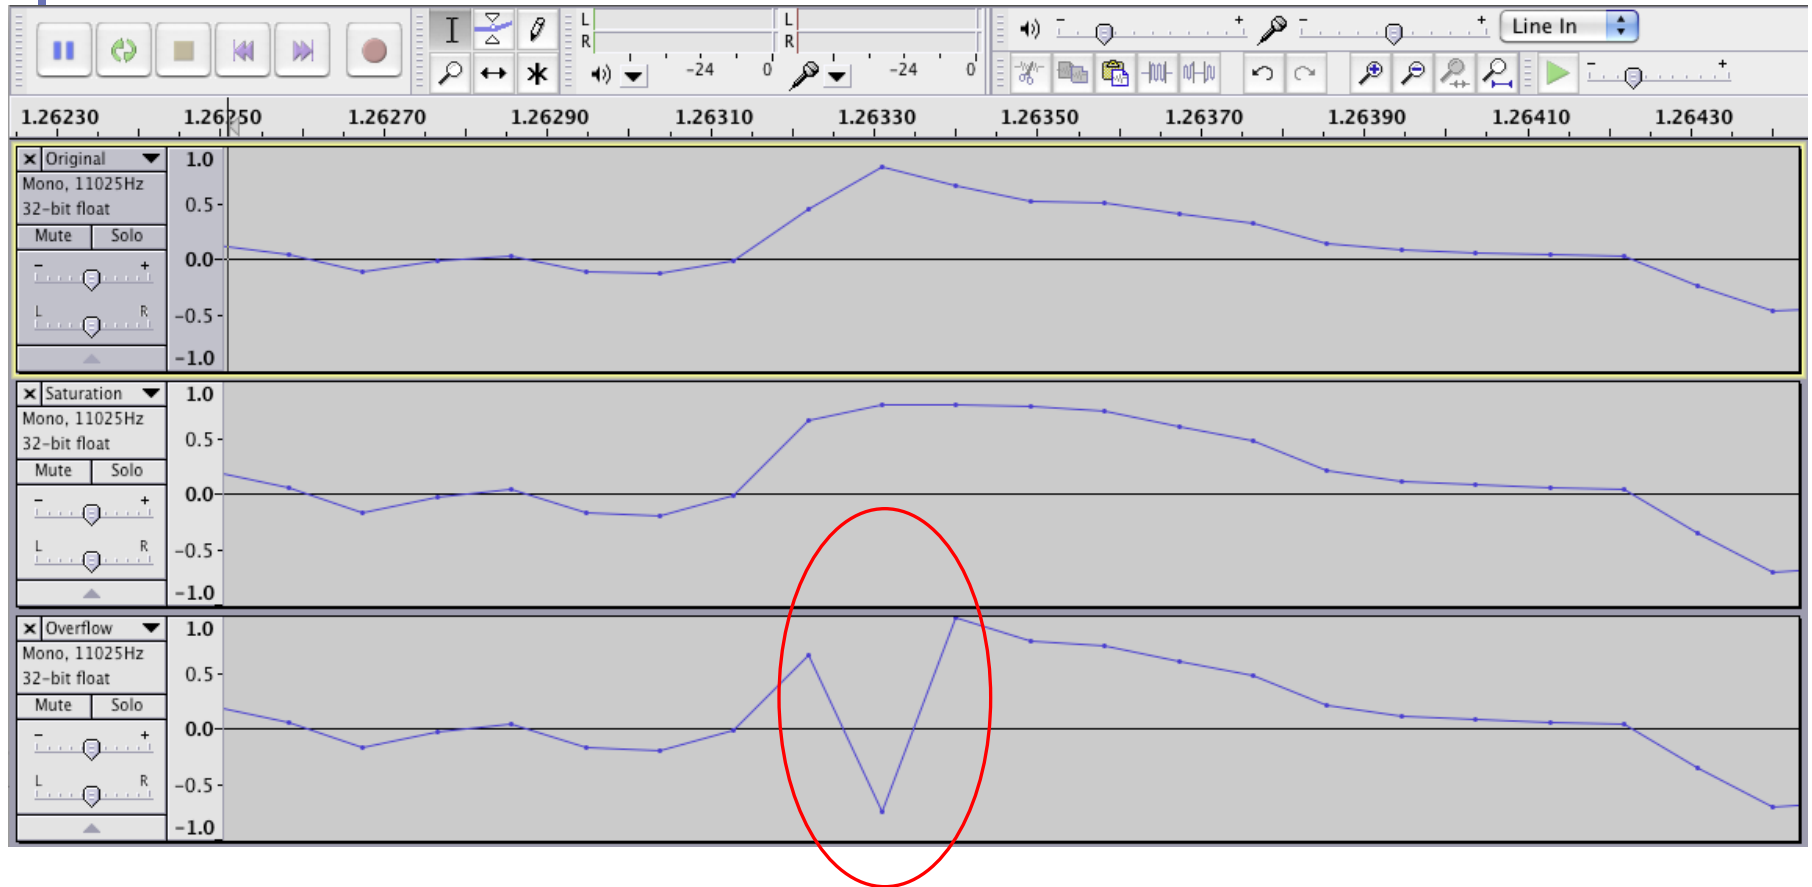 L
R
-24 0
L
R
-24 0
- +
- +
Line In
- +
1.26230 1.26250 1.26270 1.26290 1.26310 1.26330 1.26350 1.26370 1.26390 1.26410 1.26430
Original
Mono, 11025Hz
32-bit float
Mute Solo
- +
L R
1.0
0.5-
0.0-
-0.5-
-1.0
Saturation
Mono, 11025Hz
32-bit float
Mute Solo
- +
L R
1.0
0.5-
0.0-
-0.5-
-1.0
Overflow
Mono, 11025Hz
32-bit float
Mute Solo
- +
L R
1.0
0.5-
0.0-
-0.5-
-1.0